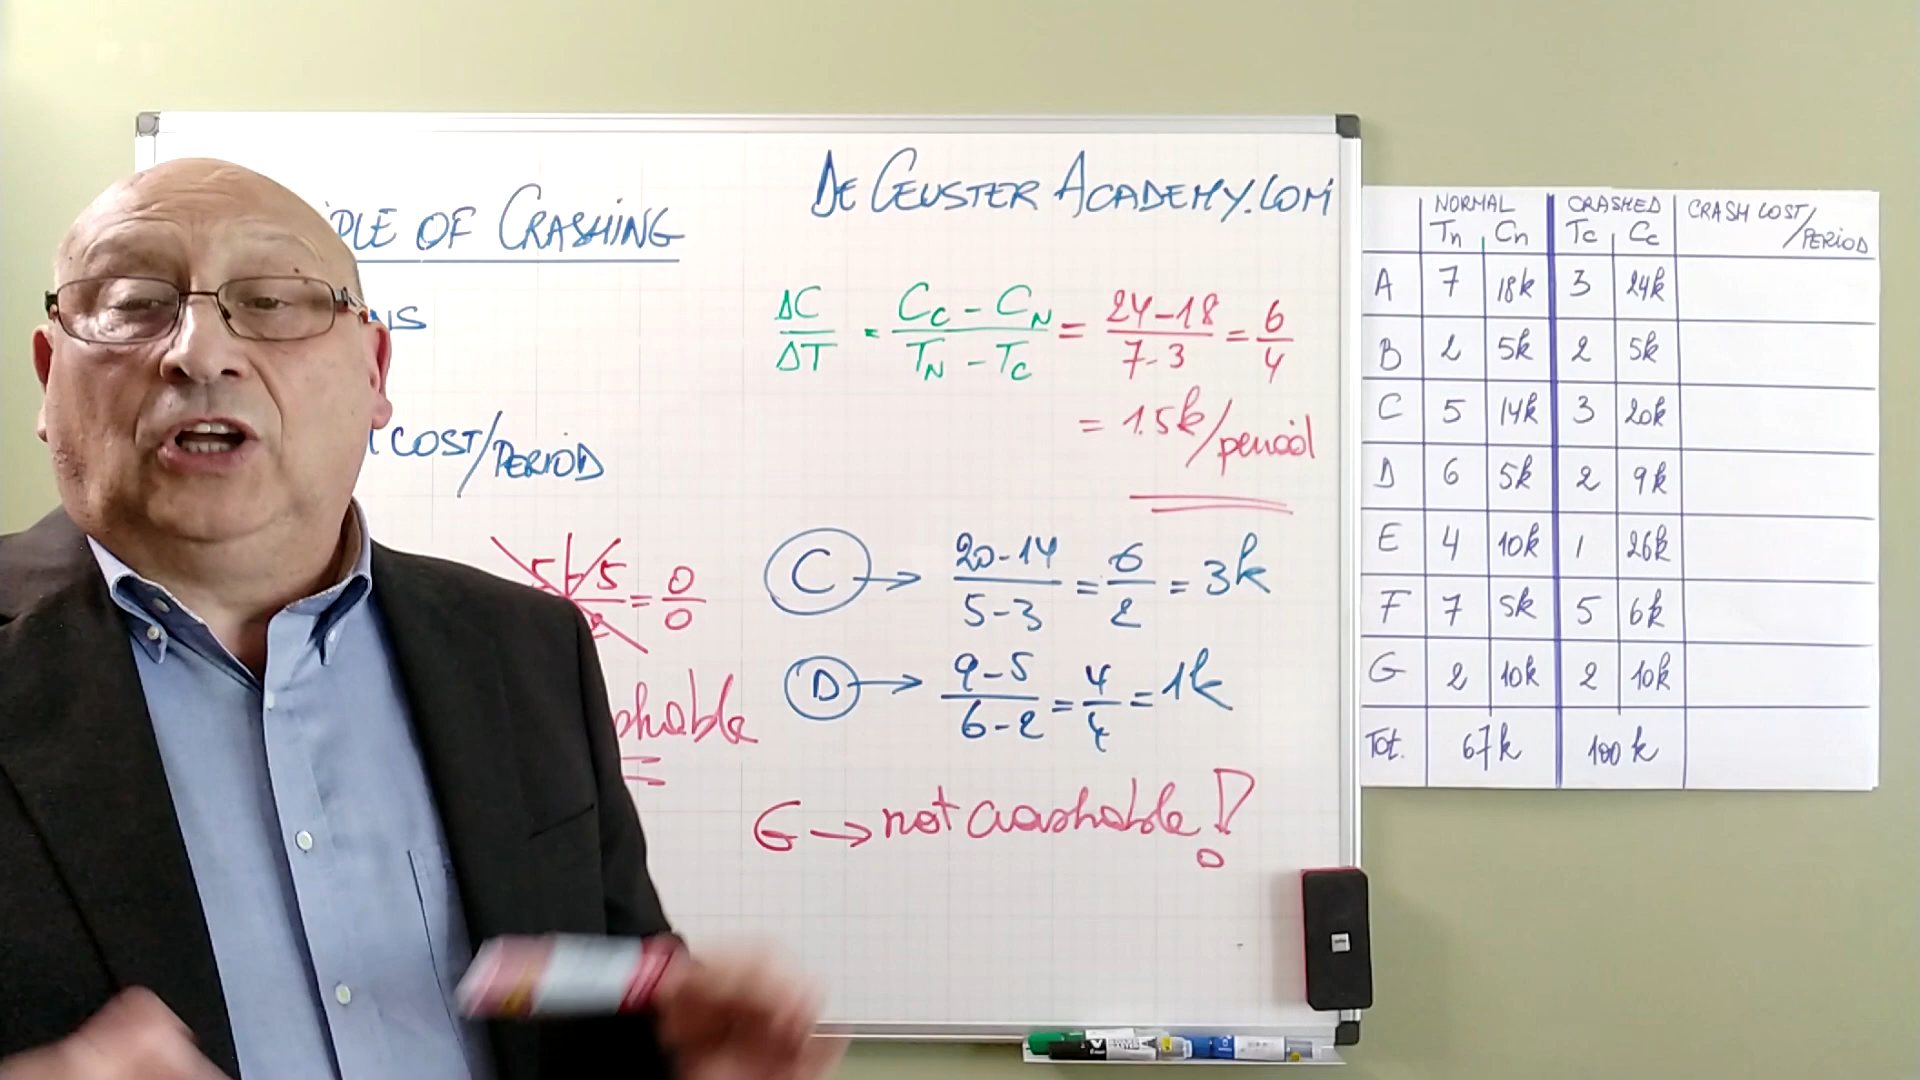 DE CEUSTER ACADEMY.COM
PLE OF CRASHING
NS
COST/PERIOD
ΔC/ΔT = (CC - CN)/(TN - TC) = (24-18)/(7-3) = 6/4
= 1.5k/period
= 0/0
shable
C → (20-14)/(5-3) = 6/2 = 3k
D → (9-5)/(6-2) = 4/4 = 1k
G → not crashable!
NORMAL CRASHED CRASH COST/PERIOD
Tn Cn Tc Cc
A 7 18k 3 24k
B 2 5k 2 5k
C 5 14k 3 20k
D 6 5k 2 9k
E 4 10k 1 26k
F 7 5k 5 6k
G 2 10k 2 10k
Tot. 67k 100k